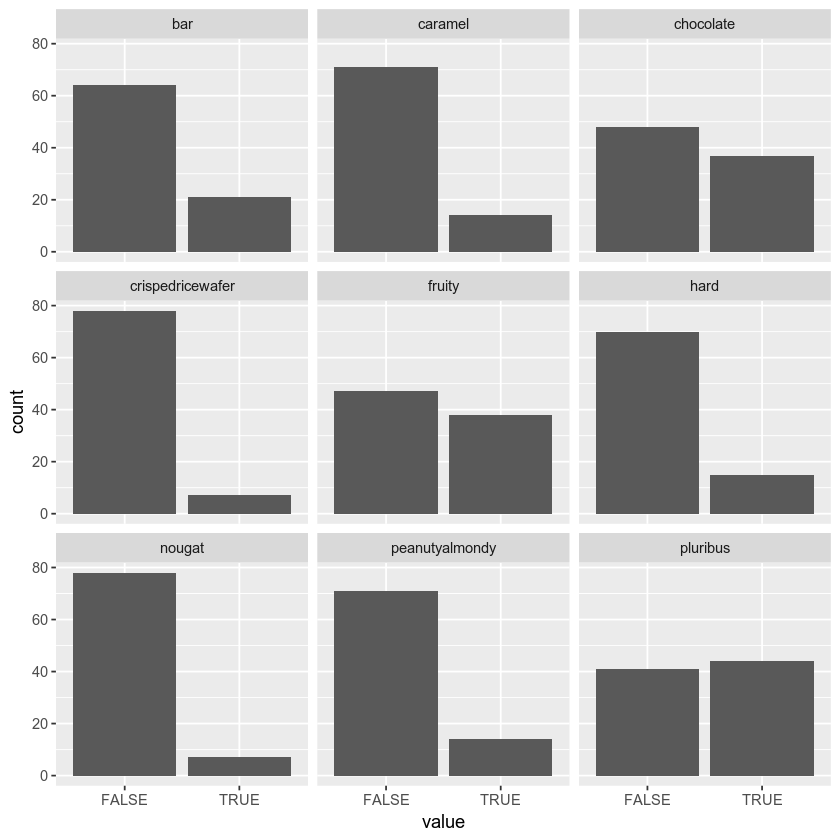 bar caramel chocolate
80
60
40
20
0
crispedricewafer fruity hard
80
60
40
20
0
count
nougat peanutyalmondy pluribus
80
60
40
20
0
FALSE TRUE FALSE TRUE FALSE TRUE
value